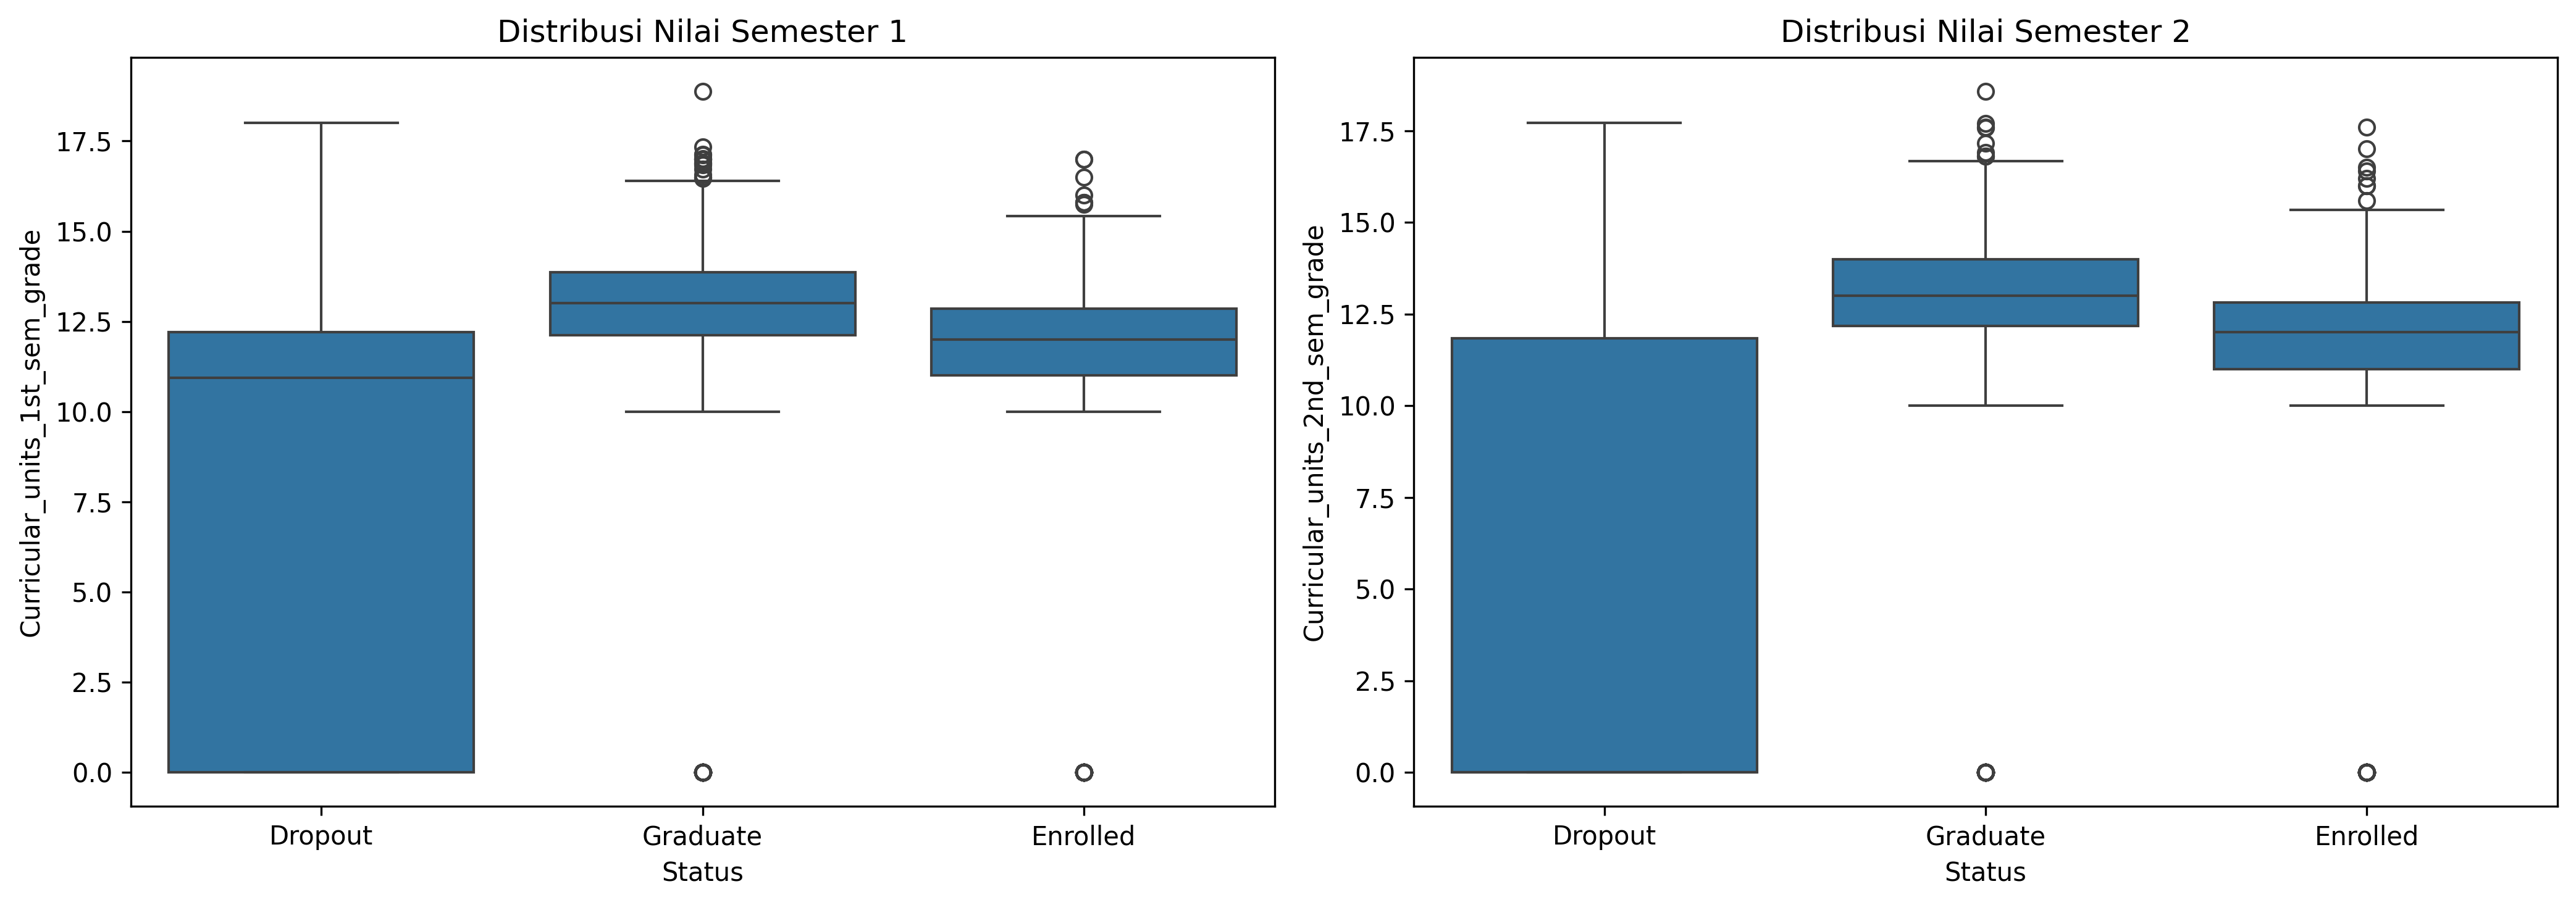 Distribusi Nilai Semester 1
Curricular_units_1st_sem_grade
17.5
15.0
12.5
10.0
7.5
5.0
2.5
0.0
Dropout
Graduate
Enrolled
Status
Distribusi Nilai Semester 2
Curricular_units_2nd_sem_grade
17.5
15.0
12.5
10.0
7.5
5.0
2.5
0.0
Dropout
Graduate
Enrolled
Status